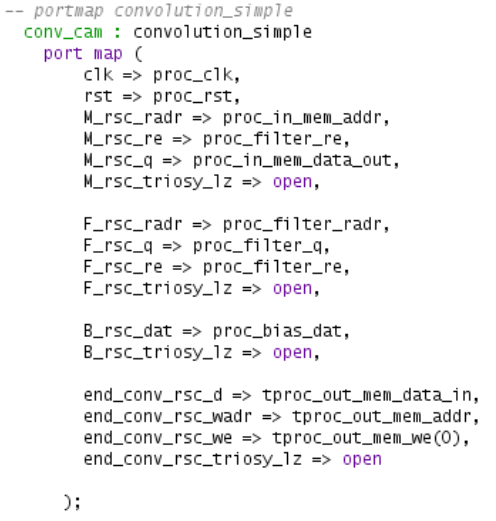 -- portmap convolution_simple
conv_cam : convolution_simple
port map (
clk => proc_clk,
rst => proc_rst,
M_rsc_radr => proc_in_mem_addr,
M_rsc_re => proc_filter_re,
M_rsc_q => proc_in_mem_data_out,
M_rsc_triosy_lz => open,
F_rsc_radr => proc_filter_radr,
F_rsc_q => proc_filter_q,
F_rsc_re => proc_filter_re,
F_rsc_triosy_lz => open,
B_rsc_dat => proc_bias_dat,
B_rsc_triosy_lz => open,
end_conv_rsc_d => tproc_out_mem_data_in,
end_conv_rsc_wadr => tproc_out_mem_addr,
end_conv_rsc_we => tproc_out_mem_we(0),
end_conv_rsc_triosy_lz => open
);